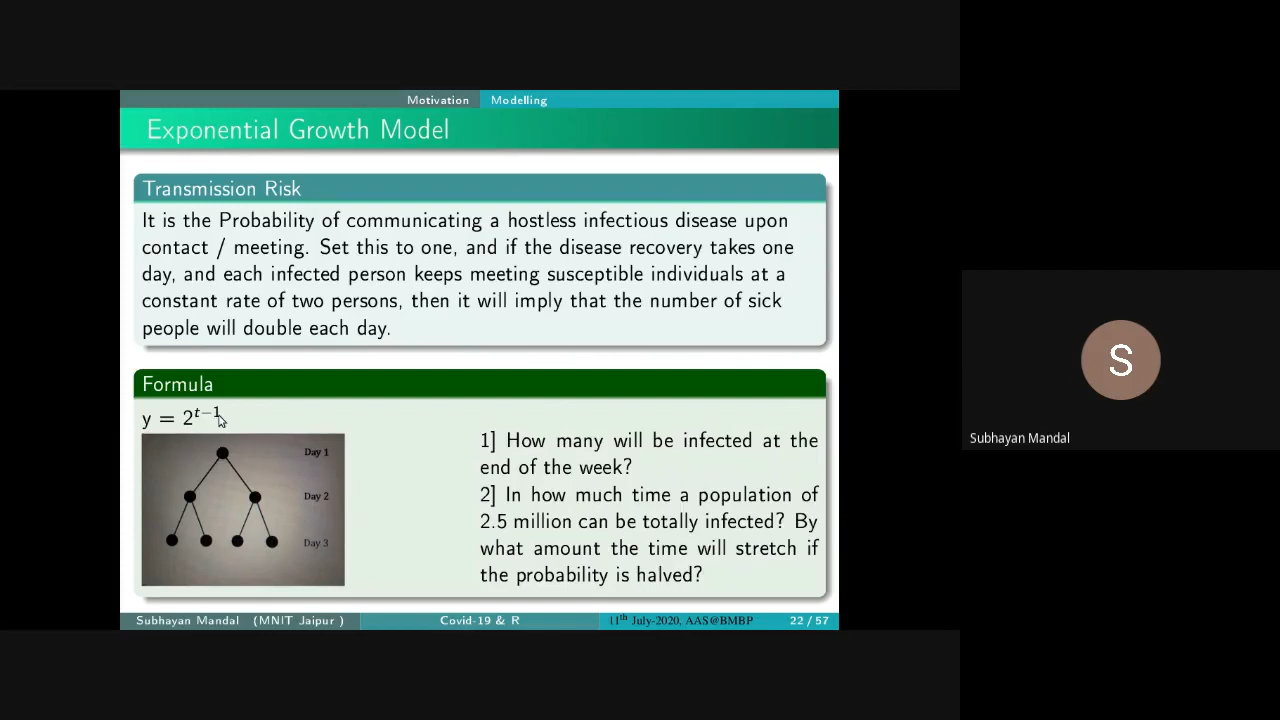 Motivation Modelling
Exponential Growth Model
Transmission Risk
It is the Probability of communicating a hostless infectious disease upon
contact / meeting. Set this to one, and if the disease recovery takes one
day, and each infected person keeps meeting susceptible individuals at a
constant rate of two persons, then it will imply that the number of sick
people will double each day.
Formula
y = 2^{t−1}
Day 1
Day 2
Day 3
1] How many will be infected at the
end of the week?
2] In how much time a population of
2.5 million can be totally infected? By
what amount the time will stretch if
the probability is halved?
Subhayan Mandal (MNIT Jaipur ) Covid-19 & R 11th July-2020, AAS@BMBP 22 / 57
S
Subhayan Mandal